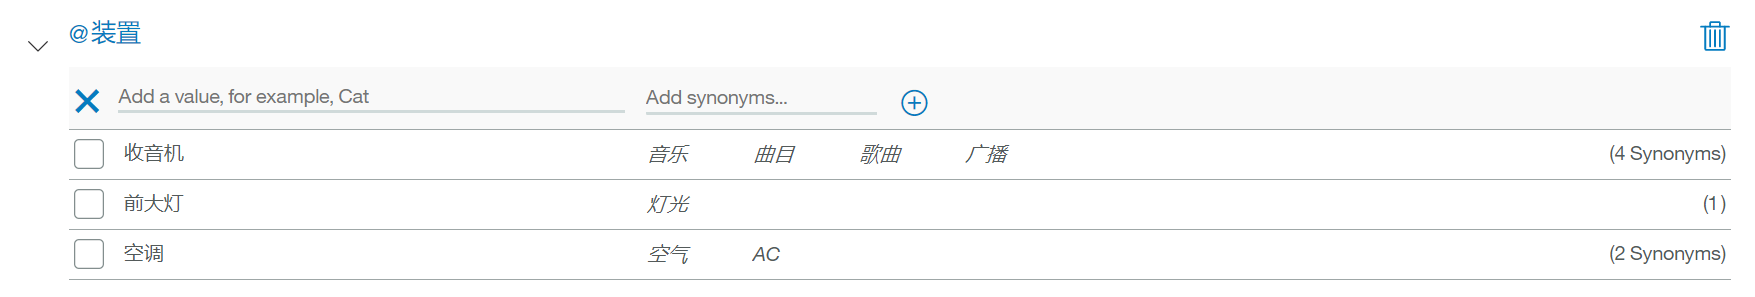 @装置
Add a value, for example, Cat Add synonyms...
收音机 音乐 曲目 歌曲 广播 (4 Synonyms)
前大灯 灯光 (1)
空调 空气 AC (2 Synonyms)